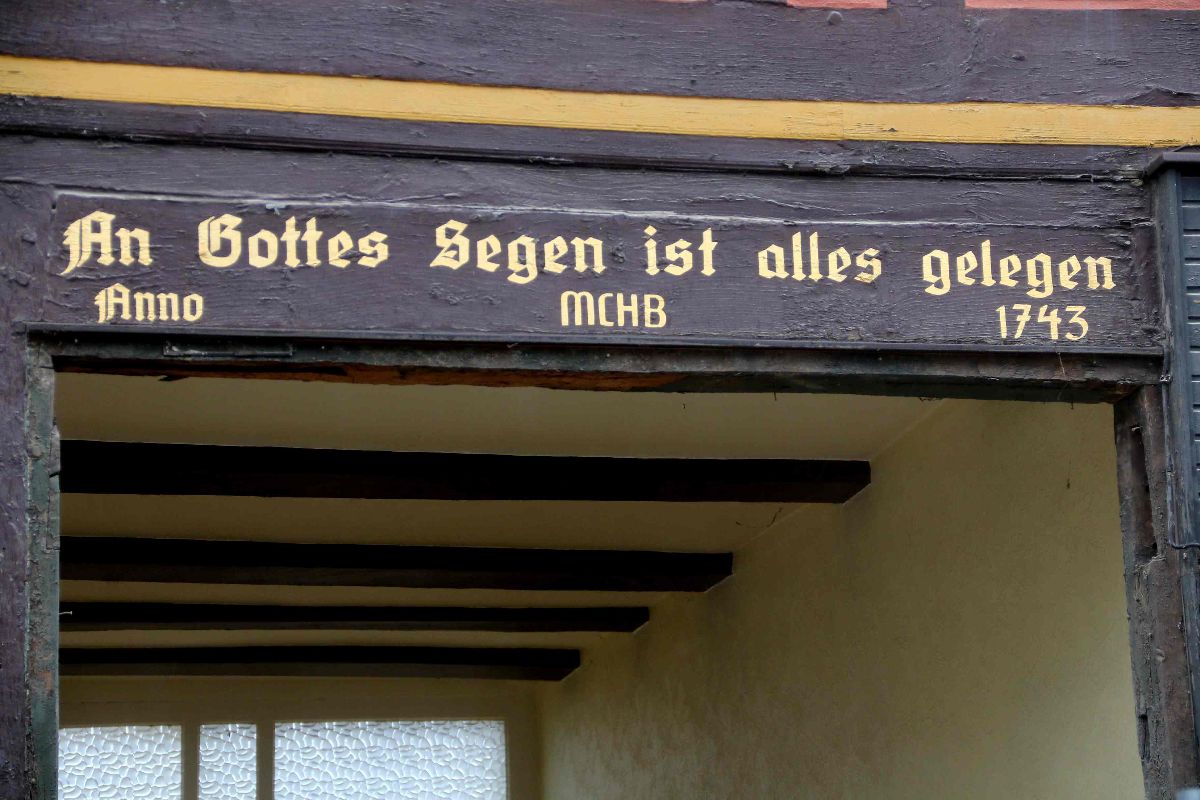 An Gottes Segen ist alles gelegen
Anno MCHB 1743